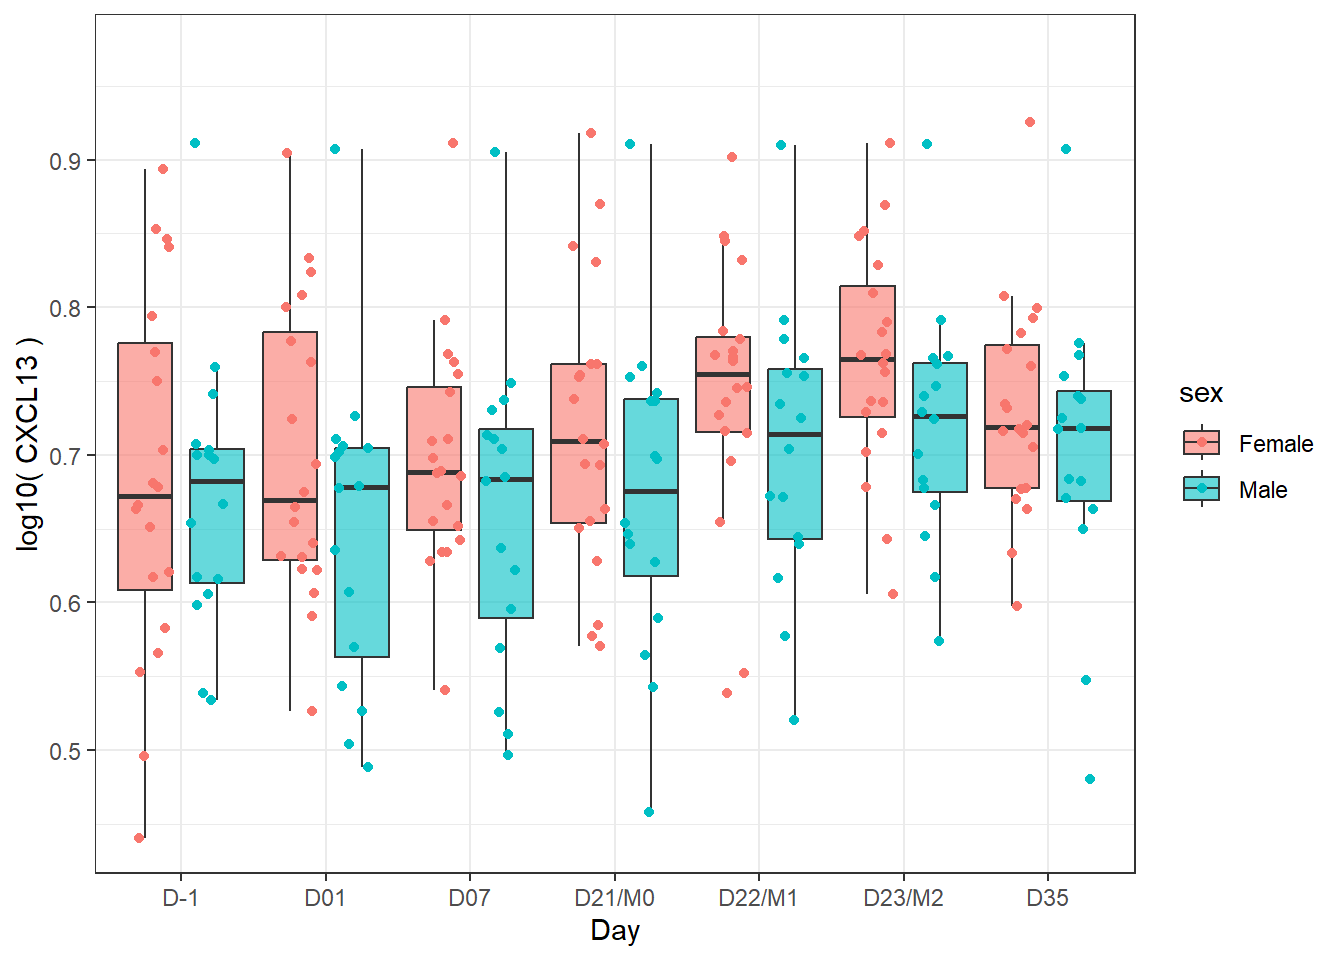 log10( CXCL13 )
0.9
0.8
0.7
0.6
0.5
D-1 D01 D07 D21/M0 D22/M1 D23/M2 D35
Day
sex
Female
Male